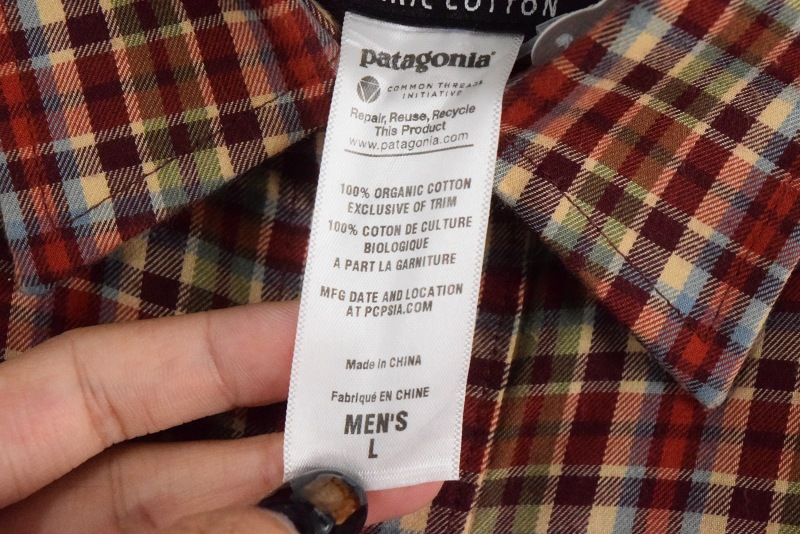 COTTON
patagonia®
COMMON THREADS
INITIATIVE
Repair, Reuse, Recycle
This Product
www.patagonia.com
100% ORGANIC COTTON
EXCLUSIVE OF TRIM
100% COTON DE CULTURE
BIOLOGIQUE
A PART LA GARNITURE
MFG DATE AND LOCATION
AT PCPSIA.COM
Made in CHINA
Fabriqué EN CHINE
MEN'S
L